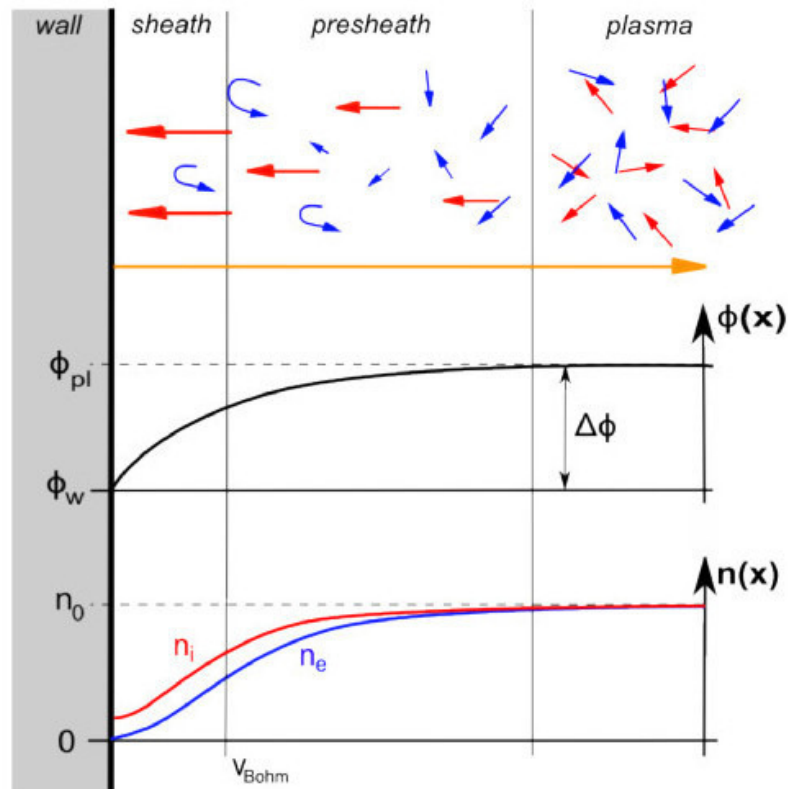 wall sheath presheath plasma
ϕ(x)
ϕpl
Δϕ
ϕw
n(x)
n0
ni
ne
0
VBohm